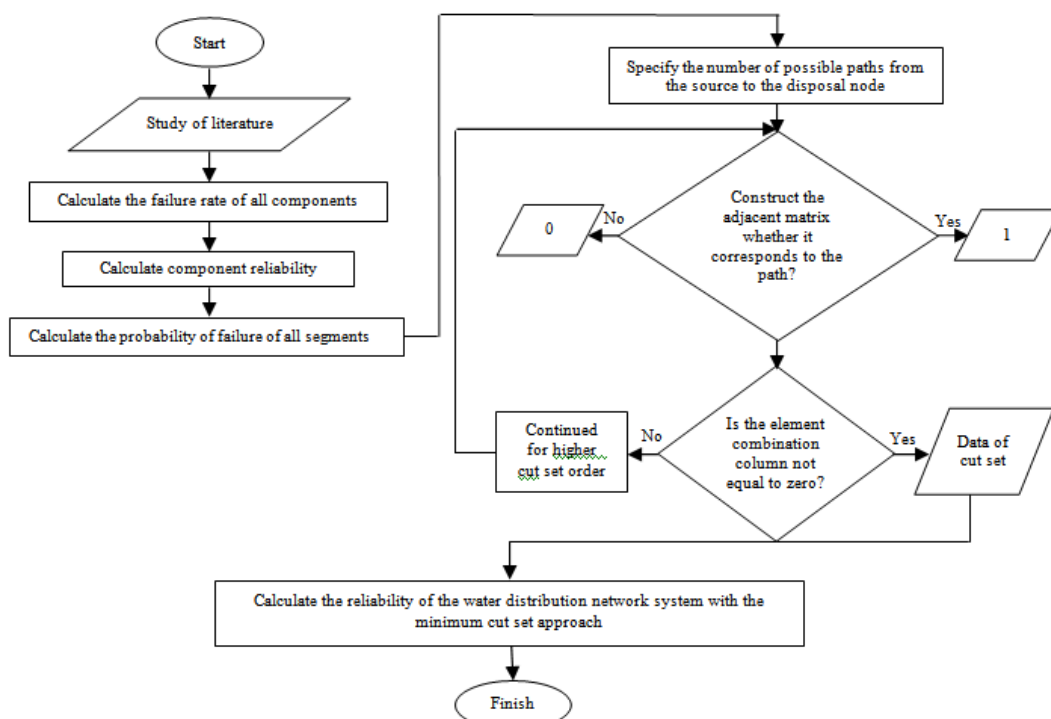 Start
Study of literature
Calculate the failure rate of all components
Calculate component reliability
Calculate the probability of failure of all segments
Specify the number of possible paths from
the source to the disposal node
Construct the
adjacent matrix
whether it
corresponds to the
path?
No
0
Yes
1
Is the element
combination
column not
equal to zero?
No
Continued
for higher
cut set order
Yes
Data of
cut set
Calculate the reliability of the water distribution network system with the
minimum cut set approach
Finish